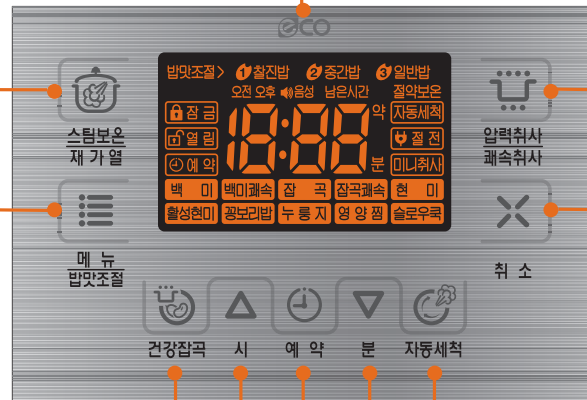 eco
밥맛조절> 1 찰진밥 2 중간밥 3 일반밥
오전 오후 음성 남은시간 절약보온
잠 금 18:88 약 자동세척
열 림 절 전
예 약 분 미니취사
백 미 백미쾌속 잡 곡 잡곡쾌속 현 미
활성현미 꽁보리밥 누 룽 지 영 양 찜 슬로우쿡
스팀보온
재 가 열
압력취사
쾌속취사
메 뉴
밥맛조절
취 소
건강잡곡 시 예 약 분 자동세척